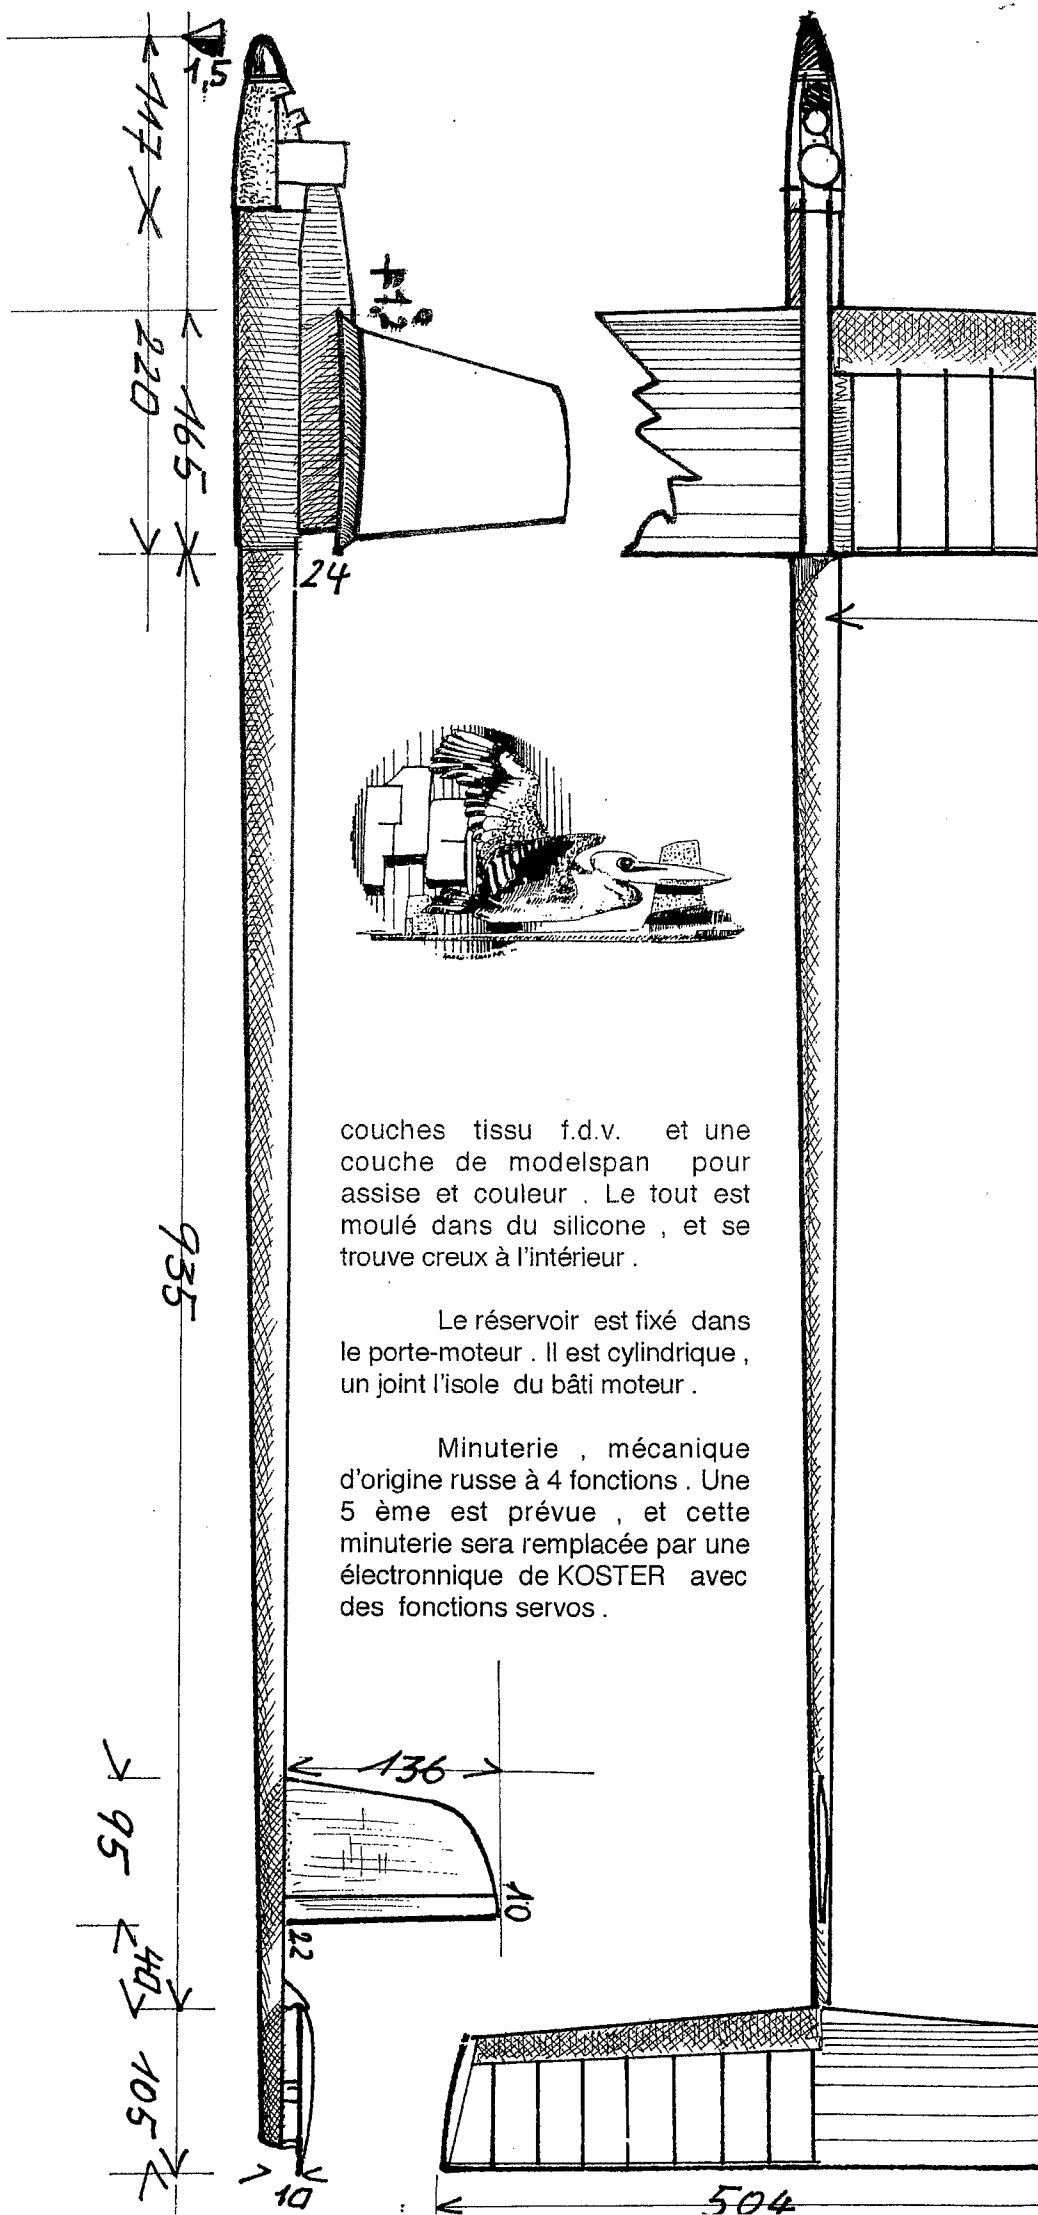 1,5
117
220
165
24
couches tissu f.d.v. et une
couche de modelspan pour
assise et couleur . Le tout est
moulé dans du silicone , et se
trouve creux à l'intérieur .
Le réservoir est fixé dans
le porte-moteur . Il est cylindrique ,
un joint l'isole du bâti moteur .
Minuterie , mécanique
d'origine russe à 4 fonctions . Une
5 ème est prévue , et cette
minuterie sera remplacée par une
électronnique de KOSTER avec
des fonctions servos .
935
136
95
10
22
40
105
10
504